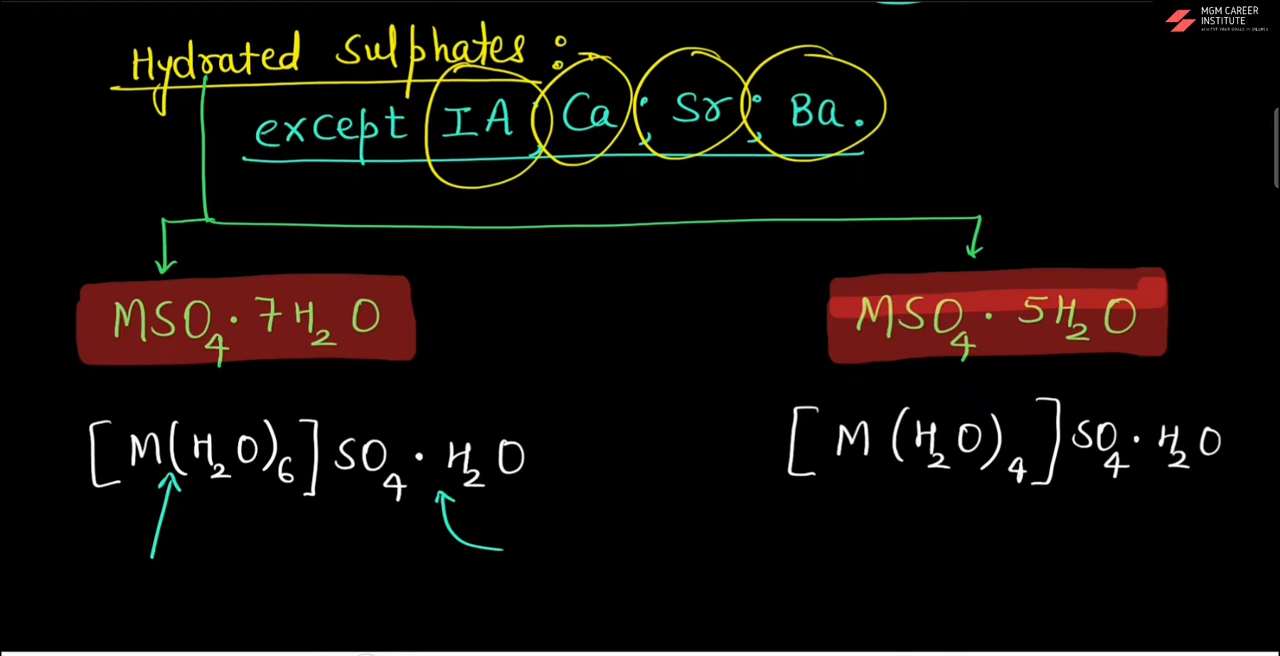 MGM CAREER
INSTITUTE
Hydrated Sulphates :
except IA ; Ca ; Sr ; Ba.
MSO₄ · 7H₂O
MSO₄ · 5H₂O
[M(H₂O)₆]SO₄ · H₂O
[M(H₂O)₄]SO₄ · H₂O